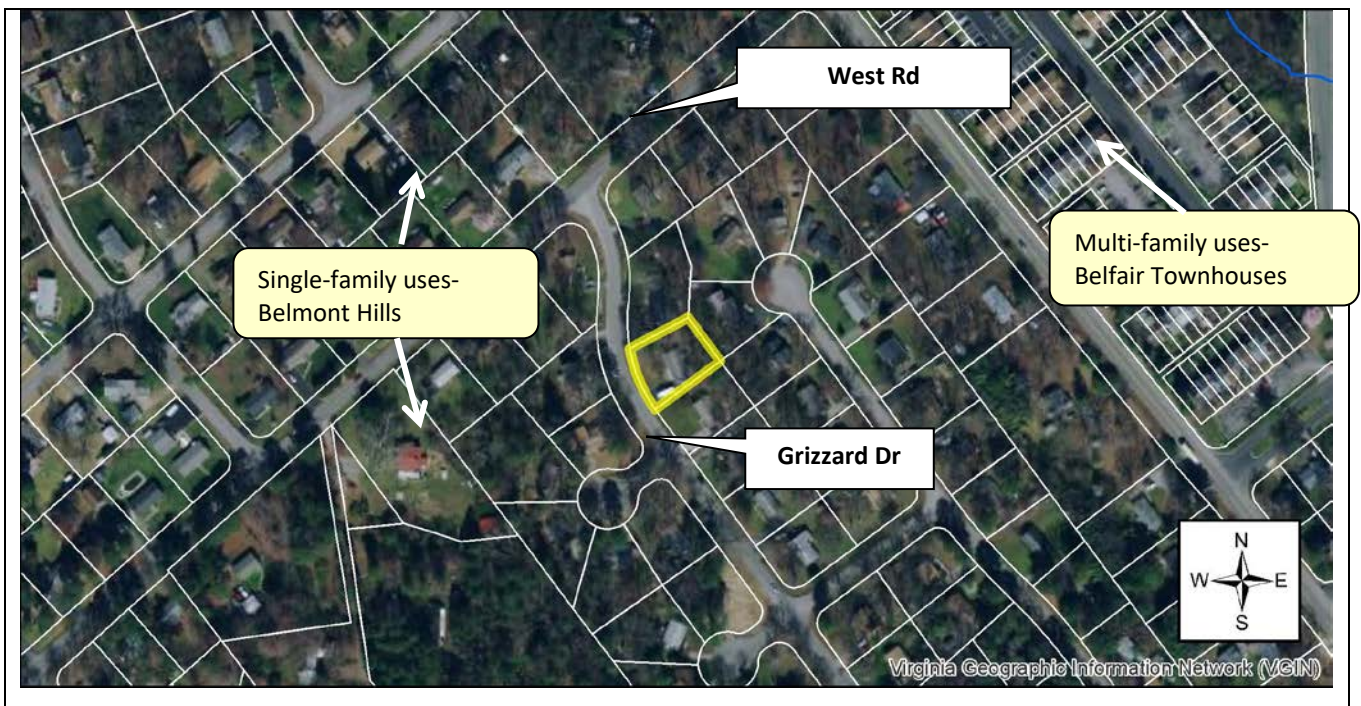 West Rd
Single-family uses-
Belmont Hills
Multi-family uses-
Belfair Townhouses
Grizzard Dr
N
W E
S
Virginia Geographic Information Network (VGIN)